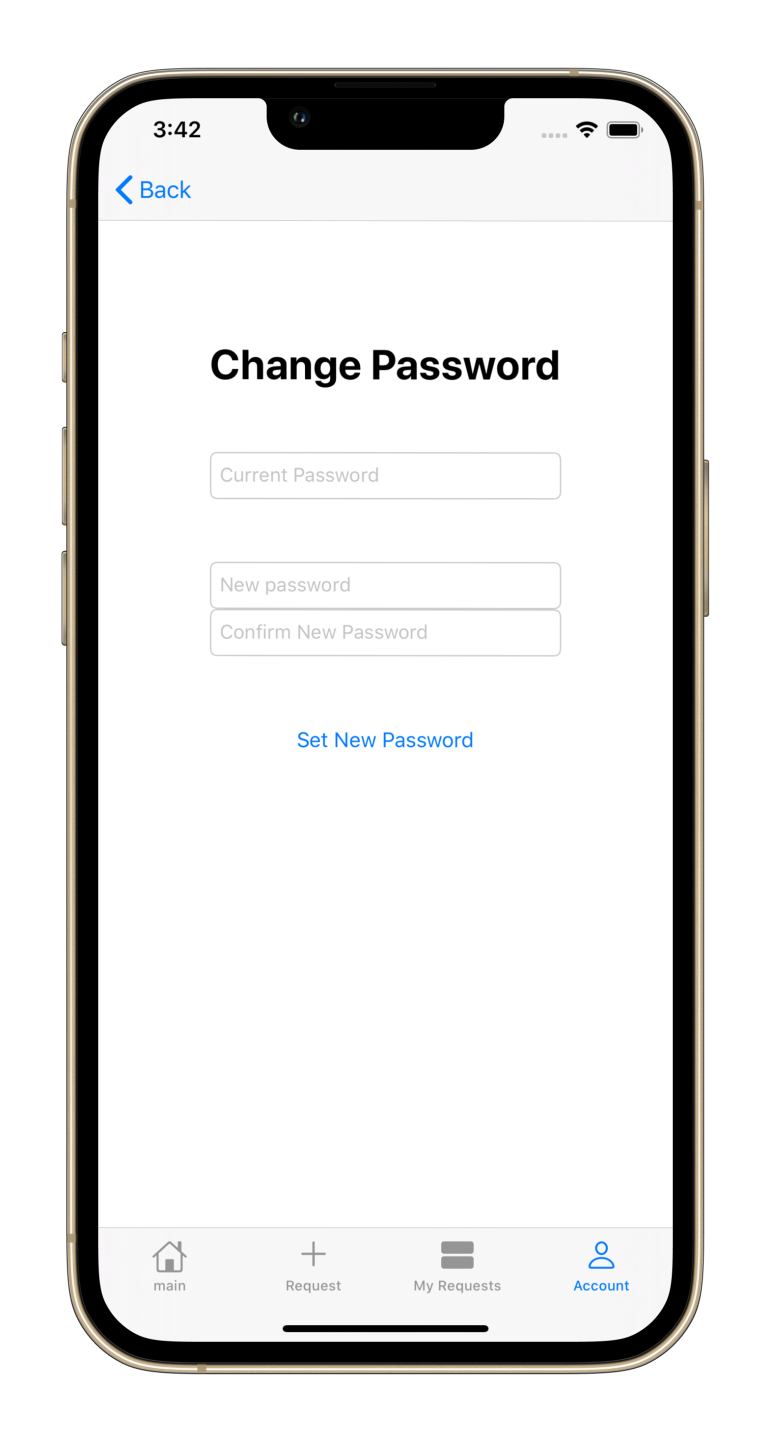 3:42
Back
Change Password
Current Password
New password
Confirm New Password
Set New Password
main
Request
My Requests
Account